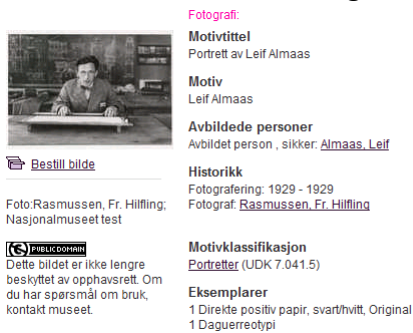 Fotografi:
Motivtittel
Portrett av Leif Almaas
Motiv
Leif Almaas
Avbildede personer
Avbildet person , sikker: Almaas, Leif
Historikk
Fotografering: 1929 - 1929
Fotograf: Rasmussen, Fr. Hilfling
Motivklassifikasjon
Portretter (UDK 7.041.5)
Eksemplarer
1 Direkte positiv papir, svart/hvitt, Original
1 Daguerreotypi
Bestill bilde
Foto:Rasmussen, Fr. Hilfling;
Nasjonalmuseet test
PUBLIC DOMAIN
Dette bildet er ikke lengre
beskyttet av opphavsrett. Om
du har spørsmål om bruk,
kontakt museet.